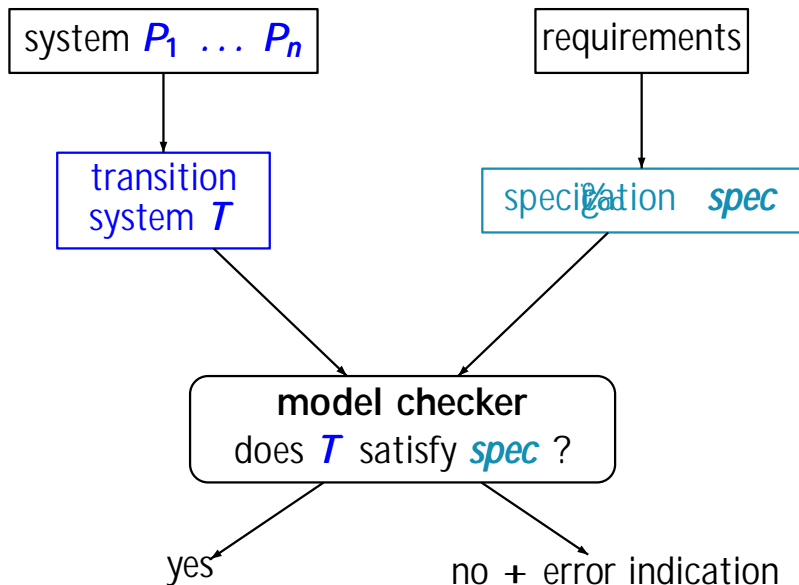 system P₁ ... Pₙ
requirements
transition
system T
spec
model checker
does T satisfy spec ?
yes
no + error indication